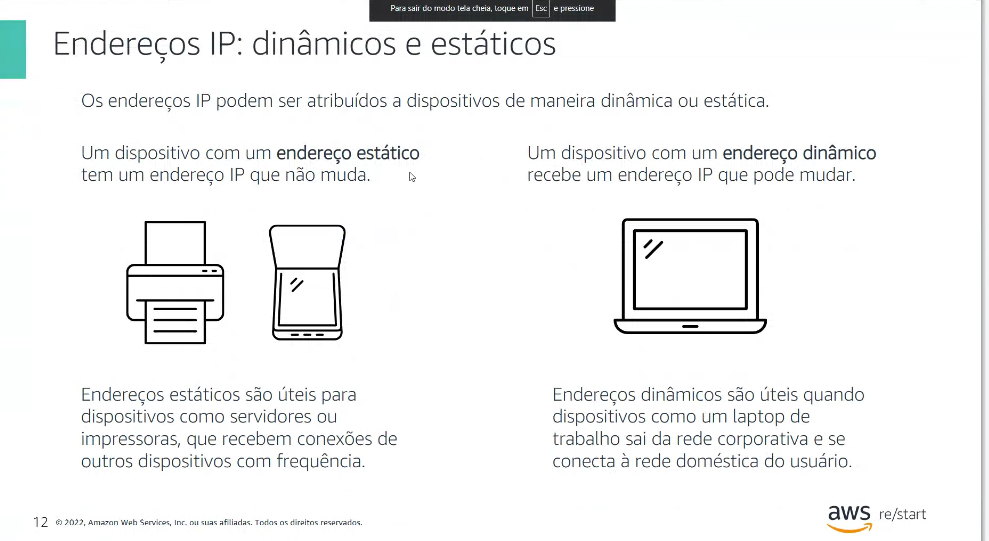 Para sair do modo tela cheia, toque em Esc e pressione
Endereços IP: dinâmicos e estáticos
Os endereços IP podem ser atribuídos a dispositivos de maneira dinâmica ou estática.
Um dispositivo com um endereço estático
tem um endereço IP que não muda.
Um dispositivo com um endereço dinâmico
recebe um endereço IP que pode mudar.
Endereços estáticos são úteis para
dispositivos como servidores ou
impressoras, que recebem conexões de
outros dispositivos com frequência.
Endereços dinâmicos são úteis quando
dispositivos como um laptop de
trabalho sai da rede corporativa e se
conecta à rede doméstica do usuário.
12 © 2022, Amazon Web Services, Inc. ou suas afiliadas. Todos os direitos reservados.
aws re/start